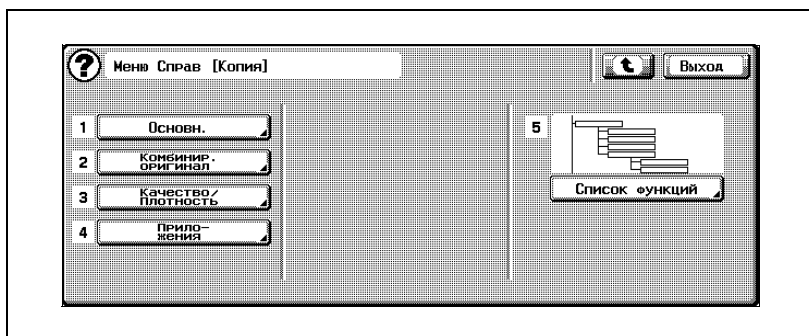 ? Меню Справ [Копия]
Выход
1 Основн.
2 Комбинир.
оригинал
3 Качество/
Плотность
4 Прило-
жения
5
Список функций